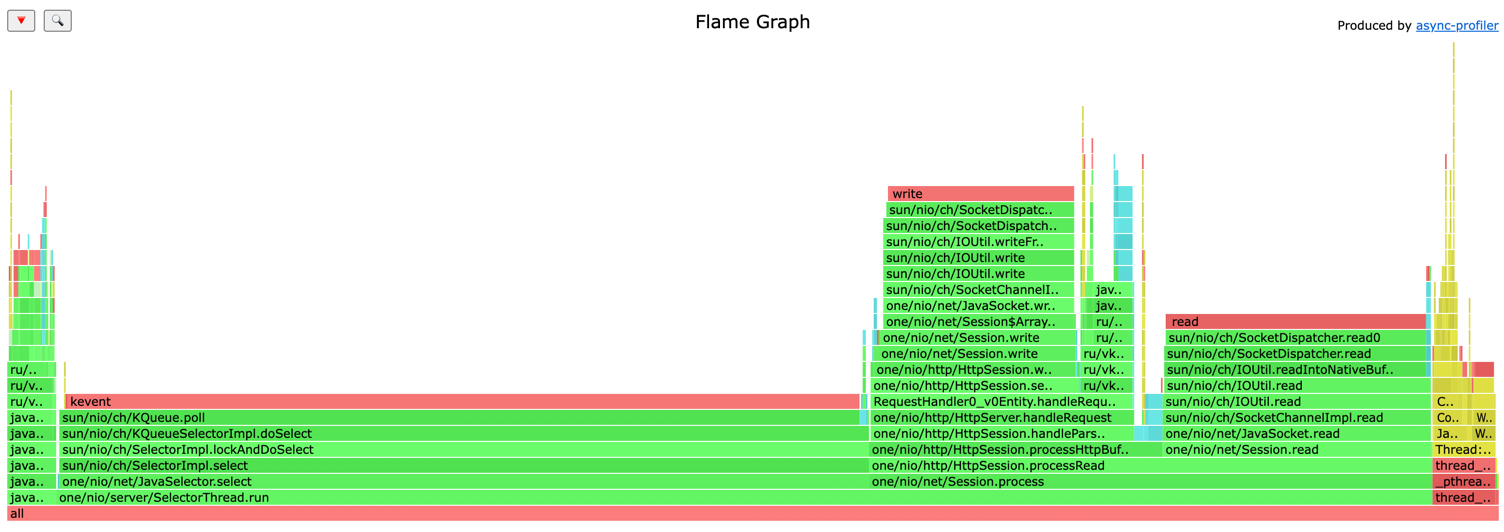 Flame Graph
Produced by async-profiler
write
sun/nio/ch/SocketDispatc..
sun/nio/ch/SocketDispatch..
sun/nio/ch/IOUtil.writeFr..
sun/nio/ch/IOUtil.write
sun/nio/ch/IOUtil.write
sun/nio/ch/SocketChannelI.. jav..
one/nio/net/JavaSocket.wr.. jav..
one/nio/net/Session$Array.. ru/.. read
one/nio/net/Session.write ru/.. sun/nio/ch/SocketDispatcher.read0
one/nio/net/Session.write ru/vk.. sun/nio/ch/SocketDispatcher.read
ru/.. one/nio/http/HttpSession.w.. ru/vk.. sun/nio/ch/IOUtil.readIntoNativeBuf..
ru/v.. one/nio/http/HttpSession.se.. ru/vk.. sun/nio/ch/IOUtil.read
ru/v.. kevent RequestHandler0_v0Entity.handleRequ.. sun/nio/ch/IOUtil.read C..
java.. sun/nio/ch/KQueue.poll one/nio/http/HttpServer.handleRequest sun/nio/ch/SocketChannelImpl.read Co.. W..
java.. sun/nio/ch/KQueueSelectorImpl.doSelect one/nio/http/HttpSession.handlePars.. one/nio/net/JavaSocket.read Ja.. W..
java.. sun/nio/ch/SelectorImpl.lockAndDoSelect one/nio/http/HttpSession.processHttpBuf.. one/nio/net/Session.read Thread:..
java.. sun/nio/ch/SelectorImpl.select one/nio/http/HttpSession.processRead thread_..
java.. one/nio/net/JavaSelector.select one/nio/net/Session.process _pthrea..
java.. one/nio/server/SelectorThread.run thread_..
all